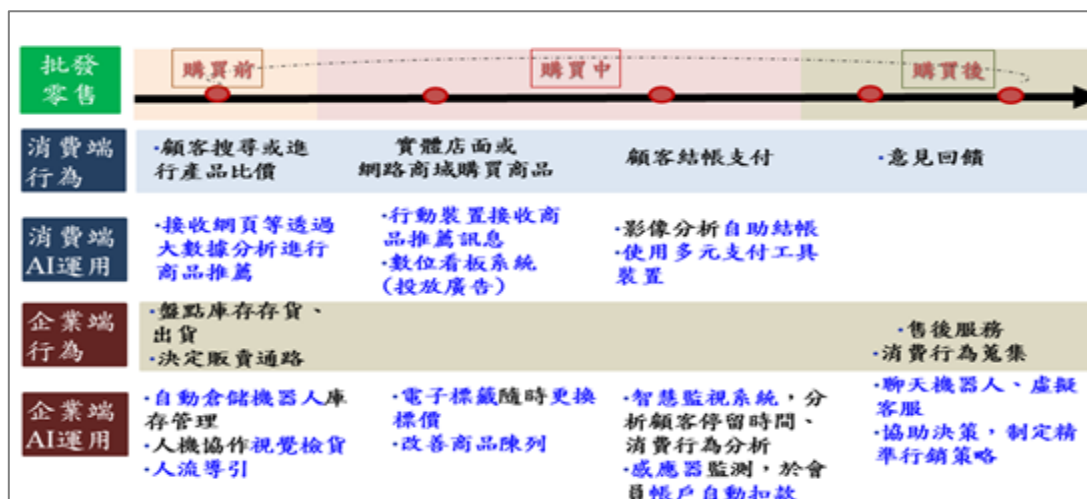 批發
零售
購買前
購買中
購買後
消費端
行為
·顧客搜尋或進
行產品比價
實體店面或
網路商域購買商品
顧客結帳支付
·意見回饋
消費端
AI運用
·接收網頁等透過
大數據分析進行
商品推薦
·行動裝置接收商
品推薦訊息
·數位看板系統
(投放廣告)
·影像分析自助結帳
·使用多元支付工具
裝置
企業端
行為
·盤點庫存存貨、
出貨
·決定販賣通路
·售後服務
·消費行為蒐集
企業端
AI運用
·自動倉儲機器人庫
存管理
·人機協作視覺檢貨
·人流導引
·電子標籤隨時更換
標價
·改善商品陳列
·智慧監視系統，分
析顧客停留時間、
消費行為分析
·感應器監測，於會
員帳戶自動扣款
·聊天機器人、虛擬
客服
·協助決策，制定精
準行銷策略